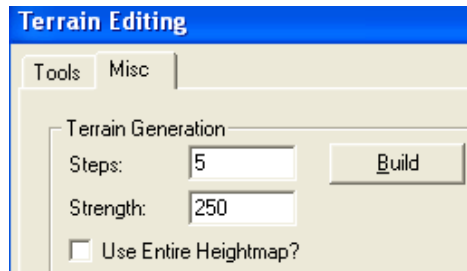 Terrain Editing
Tools Misc
Terrain Generation
Steps: 5 Build
Strength: 250
Use Entire Heightmap?